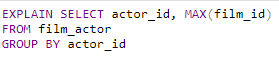 EXPLAIN SELECT actor_id, MAX(film_id)
FROM film_actor
GROUP BY actor_id